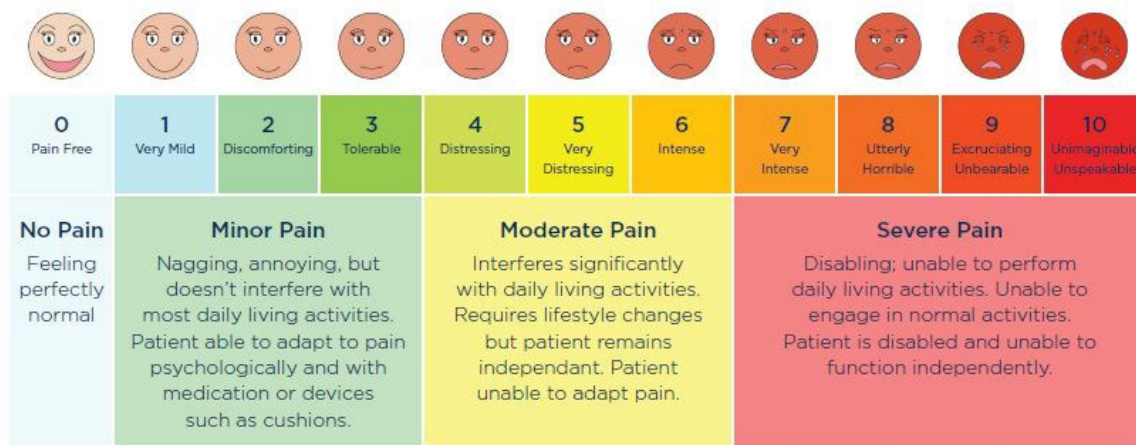 0
Pain Free
1
Very Mild
2
Discomforting
3
Tolerable
4
Distressing
5
Very
Distressing
6
Intense
7
Very
Intense
8
Utterly
Horrible
9
Excruciating
Unbearable
10
Unimaginable
Unspeakable
No Pain
Feeling
perfectly
normal
Minor Pain
Nagging, annoying, but
doesn't interfere with
most daily living activities.
Patient able to adapt to pain
psychologically and with
medication or devices
such as cushions.
Moderate Pain
Interferes significantly
with daily living activities.
Requires lifestyle changes
but patient remains
independant. Patient
unable to adapt pain.
Severe Pain
Disabling; unable to perform
daily living activities. Unable to
engage in normal activities.
Patient is disabled and unable to
function independently.